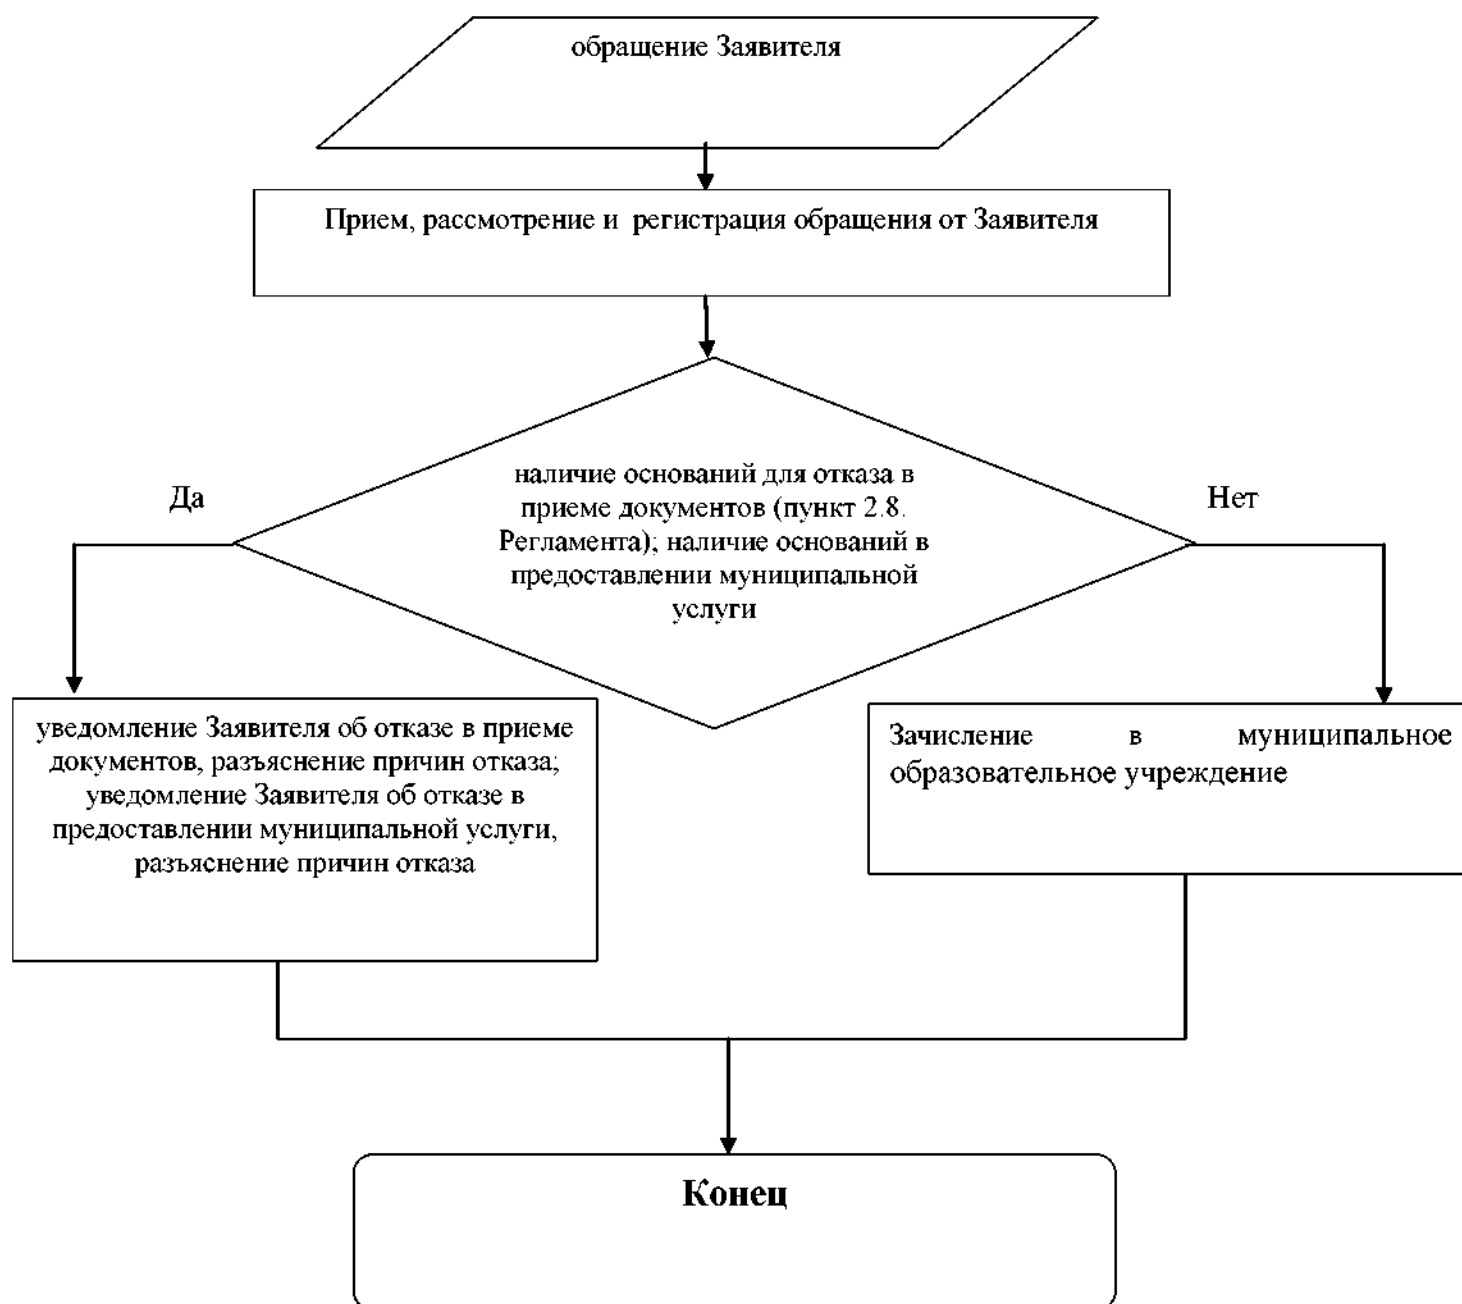 обращение Заявителя
Прием, рассмотрение и регистрация обращения от Заявителя
наличие оснований для отказа в
приеме документов (пункт 2.8.
Регламента); наличие оснований в
предоставлении муниципальной
услуги
Да
Нет
уведомление Заявителя об отказе в приеме
документов, разъяснение причин отказа;
уведомление Заявителя об отказе в
предоставлении муниципальной услуги,
разъяснение причин отказа
Зачисление в муниципальное
образовательное учреждение
Конец